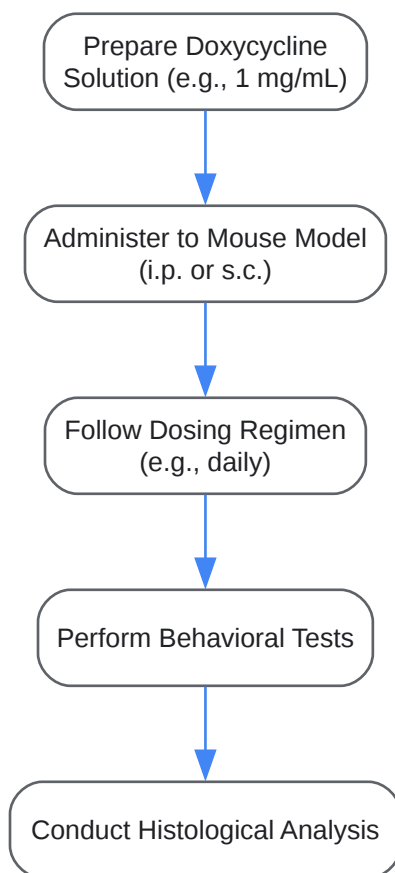 Prepare Doxycycline
Solution (e.g., 1 mg/mL)
Administer to Mouse Model
(i.p. or s.c.)
Follow Dosing Regimen
(e.g., daily)
Perform Behavioral Tests
Conduct Histological Analysis